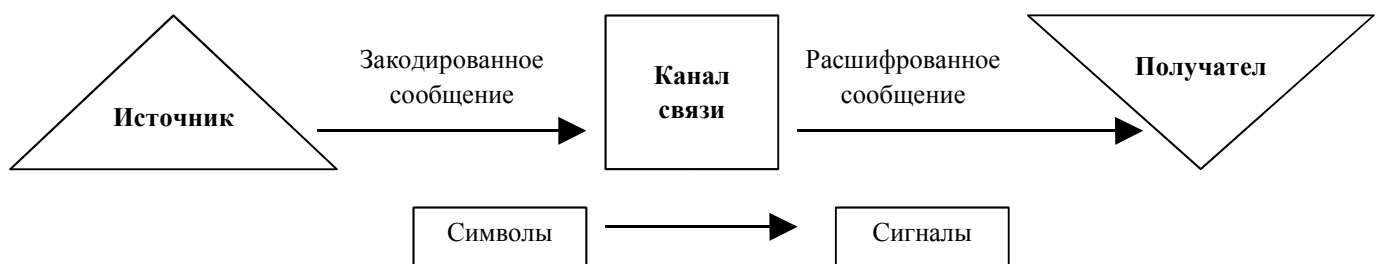 Источник
Закодированное
сообщение
Канал
связи
Расшифрованное
сообщение
Получател
Символы
Сигналы